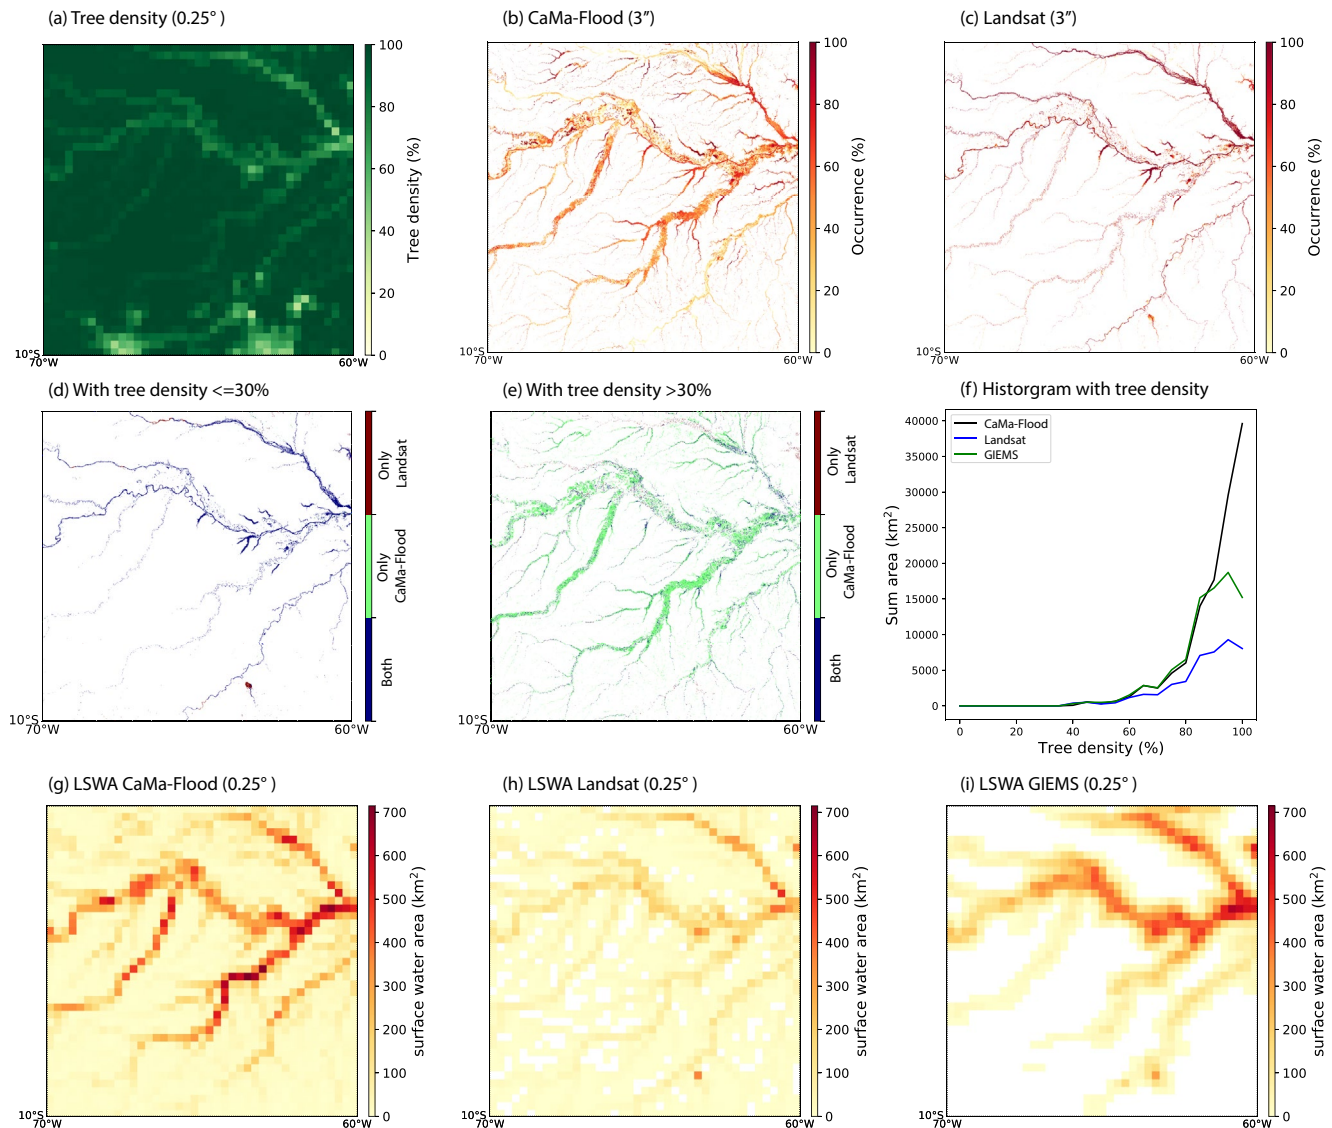 (a) Tree density (0.25° )
(b) CaMa-Flood (3″)
(c) Landsat (3″)
100
80
60
40
20
0
Tree density (%)
10°S
70°W
60°W
100
80
60
40
20
0
Occurrence (%)
10°S
70°W
60°W
100
80
60
40
20
0
Occurrence (%)
10°S
70°W
60°W
(d) With tree density <=30%
(e) With tree density >30%
(f) Historgram with tree density
Only
Landsat
Only
CaMa-Flood
Both
10°S
70°W
60°W
Only
Landsat
Only
CaMa-Flood
Both
10°S
70°W
60°W
CaMa-Flood
Landsat
GIEMS
40000
35000
30000
25000
20000
15000
10000
5000
0
Sum area (km²)
0 20 40 60 80 100
Tree density (%)
(g) LSWA CaMa-Flood (0.25° )
(h) LSWA Landsat (0.25° )
(i) LSWA GIEMS (0.25° )
700
600
500
400
300
200
100
0
surface water area (km²)
10°S
70°W
60°W
700
600
500
400
300
200
100
0
surface water area (km²)
10°S
70°W
60°W
700
600
500
400
300
200
100
0
surface water area (km²)
10°S
70°W
60°W